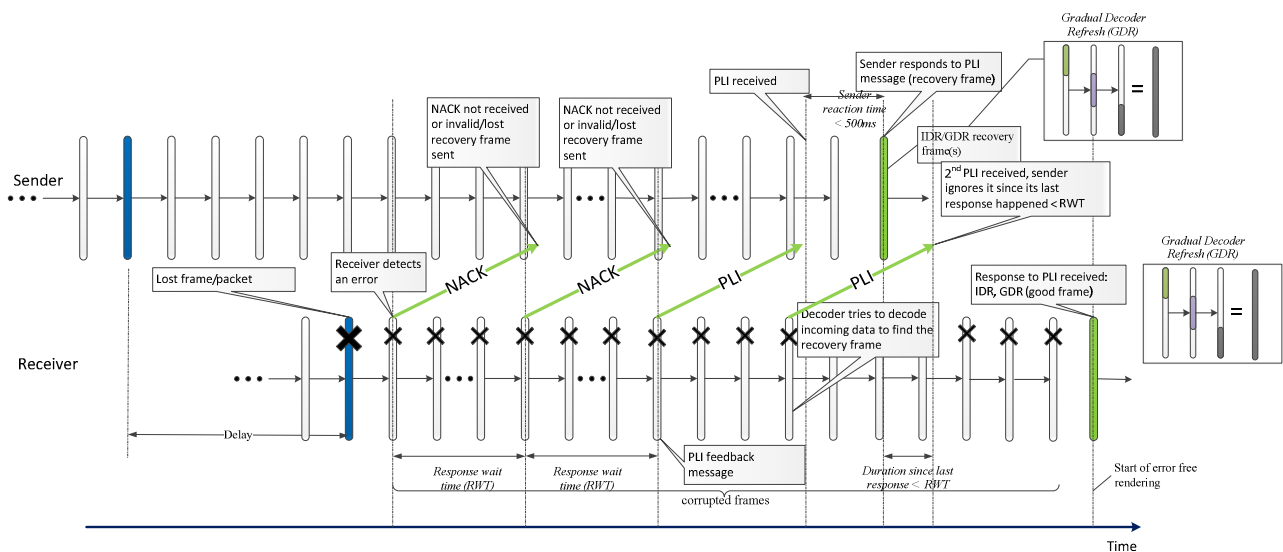 Gradual Decoder
Refresh (GDR)
=
PLI received
Sender responds to PLI
message (recovery frame)
Sender
reaction time
< 500ms
NACK not received
or invalid/lost
recovery frame
sent
NACK not received
or invalid/lost
recovery frame
sent
IDR/GDR recovery
frame(s)
2nd PLI received, sender
ignores it since its last
response happened < RWT
Sender
Gradual Decoder
Refresh (GDR)
=
Lost frame/packet
Receiver detects
an error
NACK
NACK
PLI
PLI
Response to PLI received:
IDR, GDR (good frame)
Decoder tries to decode
incoming data to find the
recovery frame
Receiver
Delay
PLI feedback
message
Response wait
time (RWT)
Response wait
time (RWT)
Duration since last
response < RWT
corrupted frames
Start of error free
rendering
Time